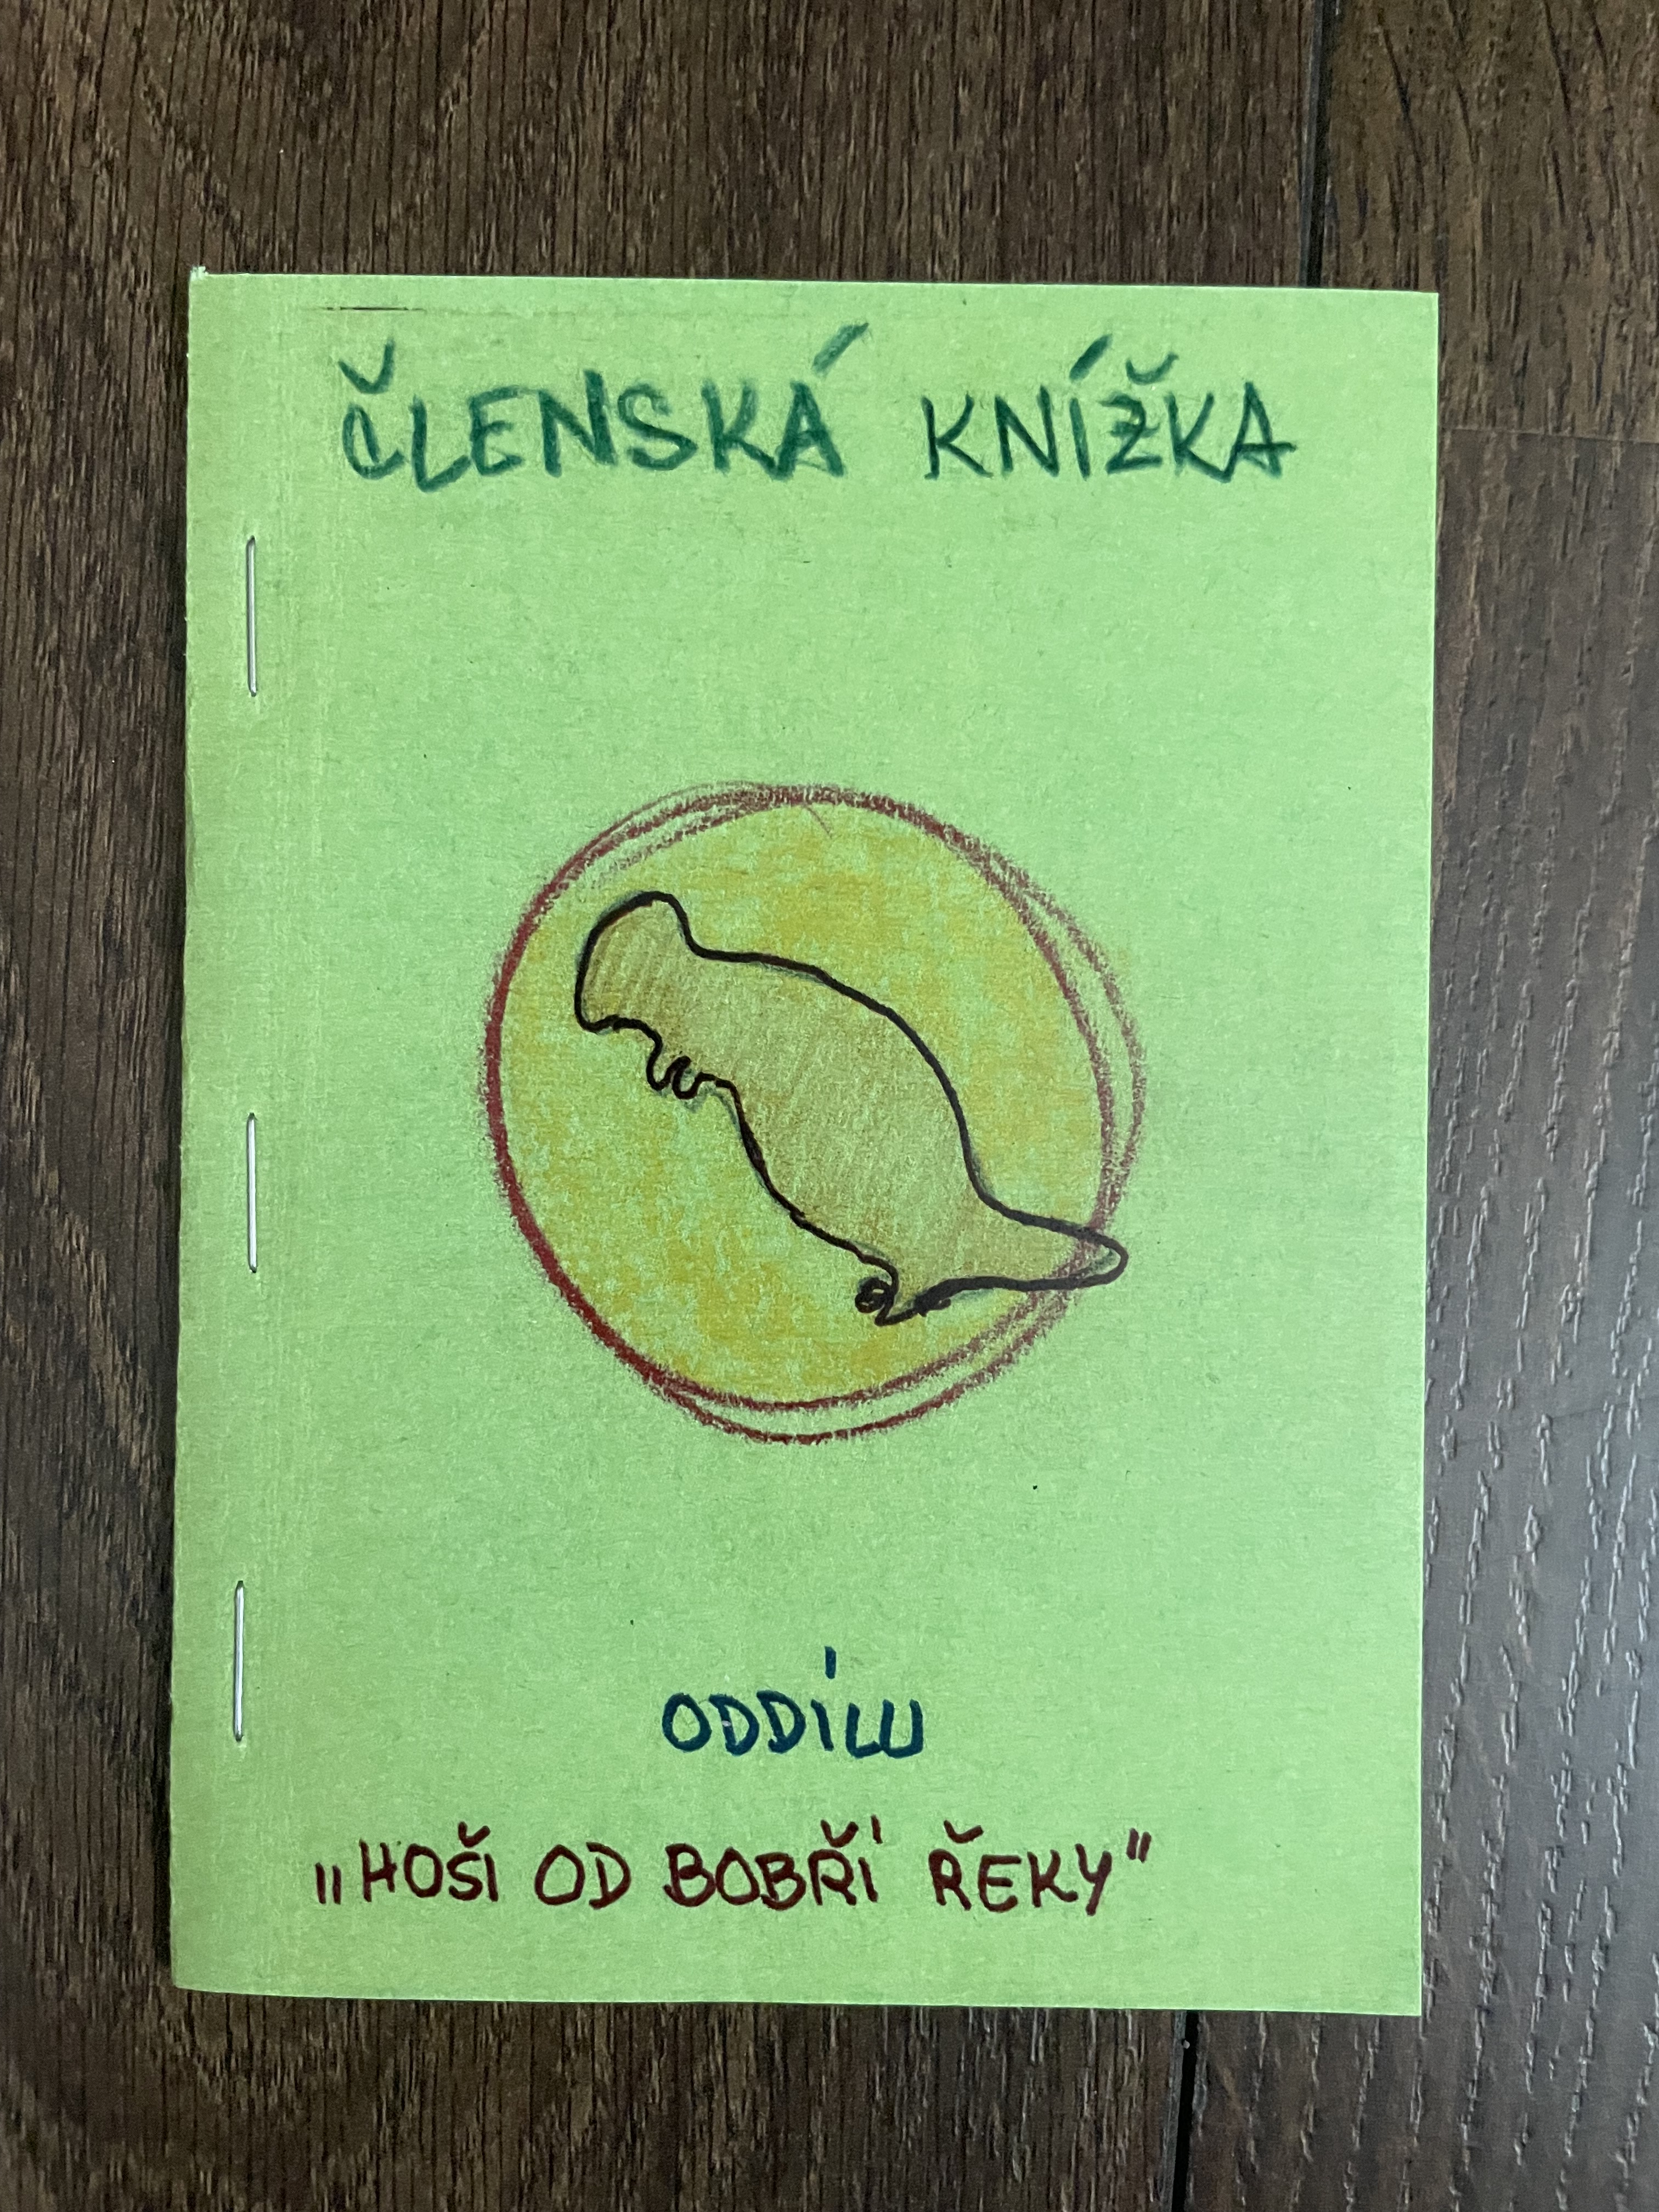 ČLENSKÁ KNÍŽKA
ODDÍLU
„HOŠI OD BOBŘÍ ŘEKY"